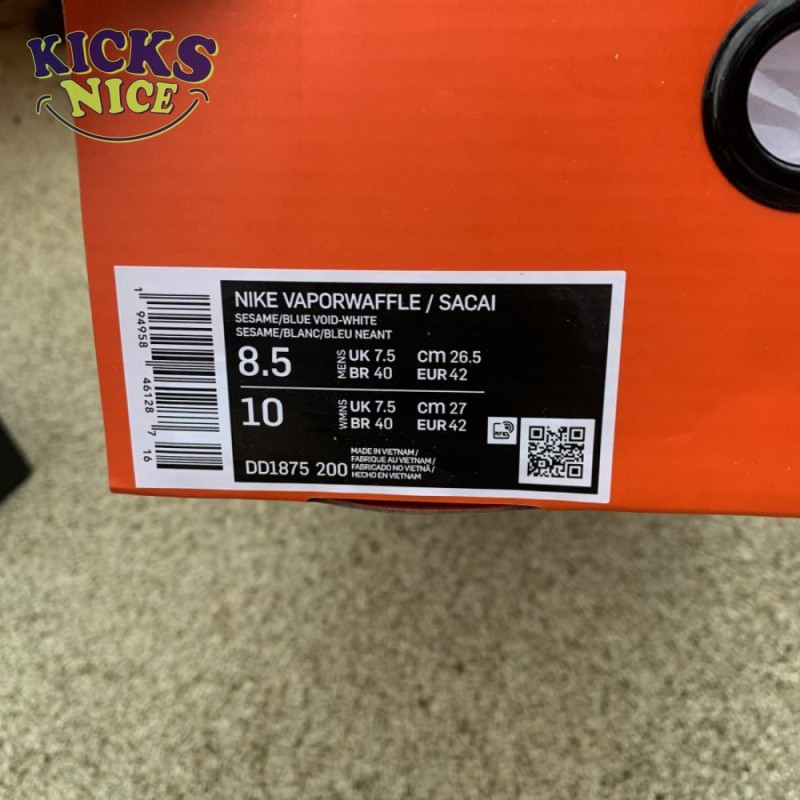 KICKS
NICE
NIKE VAPORWAFFLE / SACAI
SESAME/BLUE VOID-WHITE
SESAME/BLANC/BLEU NEANT
8.5 MENS UK 7.5 cm 26.5
BR 40 EUR 42
10 WMNS UK 7.5 cm 27
BR 40 EUR 42
DD1875 200
MADE IN VIETNAM/
FABRIQUE AU VIETNAM/
FABRICADO NO VIETNÃ/
HECHO EN VIETNAM
RFID
1 94958 46128 7 16